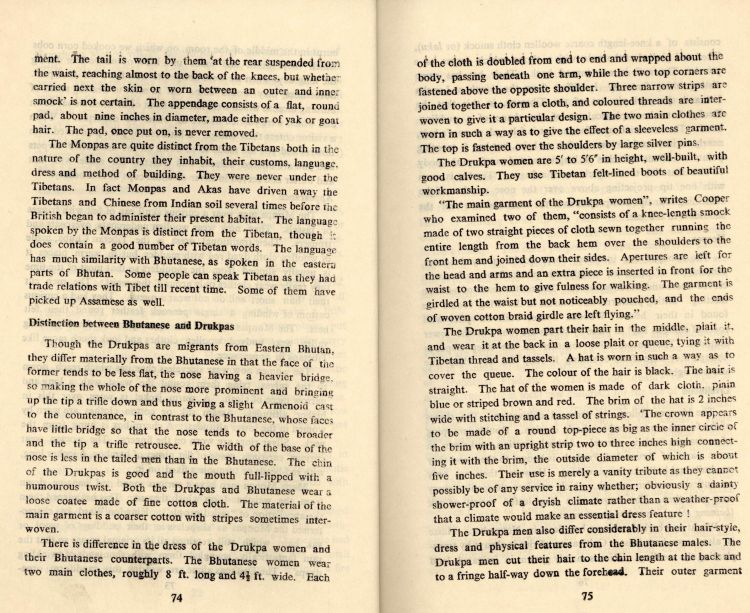 ment. The tail is worn by them 'at the rear suspended from
the waist, reaching almost to the back of the knees, but whether
carried next the skin or worn between an outer and inner
smock' is not certain. The appendage consists of a flat, round
pad, about nine inches in diameter, made either of yak or goat
hair. The pad, once put on, is never removed.
The Monpas are quite distinct from the Tibetans both in the
nature of the country they inhabit, their customs, language,
dress and method of building. They were never under the
Tibetans. In fact Monpas and Akas have driven away the
Tibetans and Chinese from Indian soil several times before the
British began to administer their present habitat. The language
spoken by the Monpas is distinct from the Tibetan, though it
does contain a good number of Tibetan words. The language
has much similarity with Bhutanese, as spoken in the eastern
parts of Bhutan. Some people can speak Tibetan as they had
trade relations with Tibet till recent time. Some of them have
picked up Assamese as well.
Distinction between Bhutanese and Drukpas
Though the Drukpas are migrants from Eastern Bhutan,
they differ materially from the Bhutanese in that the face of the
former tends to be less flat, the nose having a heavier bridge,
so making the whole of the nose more prominent and bringing
up the tip a trifle down and thus giving a slight Armenoid cast
to the countenance, in contrast to the Bhutanese, whose faces
have little bridge so that the nose tends to become broader
and the tip a trifle retrousee. The width of the base of the
nose is less in the tailed men than in the Bhutanese. The chin
of the Drukpas is good and the mouth full-lipped with a
humourous twist. Both the Drukpas and Bhutanese wear a
loose coatee made of fine cotton cloth. The material of the
main garment is a coarser cotton with stripes sometimes inter-
woven.
There is difference in the dress of the Drukpa women and
their Bhutanese counterparts. The Bhutanese women wear
two main clothes, roughly 8 ft. long and 4½ ft. wide. Each
74
of the cloth is doubled from end to end and wrapped about the
body, passing beneath one arm, while the two top corners are
fastened above the opposite shoulder. Three narrow strips are
joined together to form a cloth, and coloured threads are inter-
woven to give it a particular design. The two main clothes are
worn in such a way as to give the effect of a sleeveless garment.
The top is fastened over the shoulders by large silver pins.
The Drukpa women are 5' to 5'6" in height, well-built, with
good calves. They use Tibetan felt-lined boots of beautiful
workmanship.
"The main garment of the Drukpa women", writes Cooper
who examined two of them, "consists of a knee-length smock
made of two straight pieces of cloth sewn together running the
entire length from the back hem over the shoulders to the
front hem and joined down their sides. Apertures are left for
the head and arms and an extra piece is inserted in front for the
waist to the hem to give fulness for walking. The garment is
girdled at the waist but not noticeably pouched, and the ends
of woven cotton braid girdle are left flying."
The Drukpa women part their hair in the middle, plait it,
and wear it at the back in a loose plait or queue, tying it with
Tibetan thread and tassels. A hat is worn in such a way as to
cover the queue. The colour of the hair is black. The hair is
straight. The hat of the women is made of dark cloth, plain
blue or striped brown and red. The brim of the hat is 2 inches
wide with stitching and a tassel of strings. 'The crown appears
to be made of a round top-piece as big as the inner circle of
the brim with an upright strip two to three inches high connect-
ing it with the brim, the outside diameter of which is about
five inches. Their use is merely a vanity tribute as they cannot
possibly be of any service in rainy whether; obviously a dainty
shower-proof of a dryish climate rather than a weather-proof
that a climate would make an essential dress feature !
The Drukpa men also differ considerably in their hair-style,
dress and physical features from the Bhutanese males. The
Drukpa men cut their hair to the chin length at the back and
to a fringe half-way down the forehead. Their outer garment
75